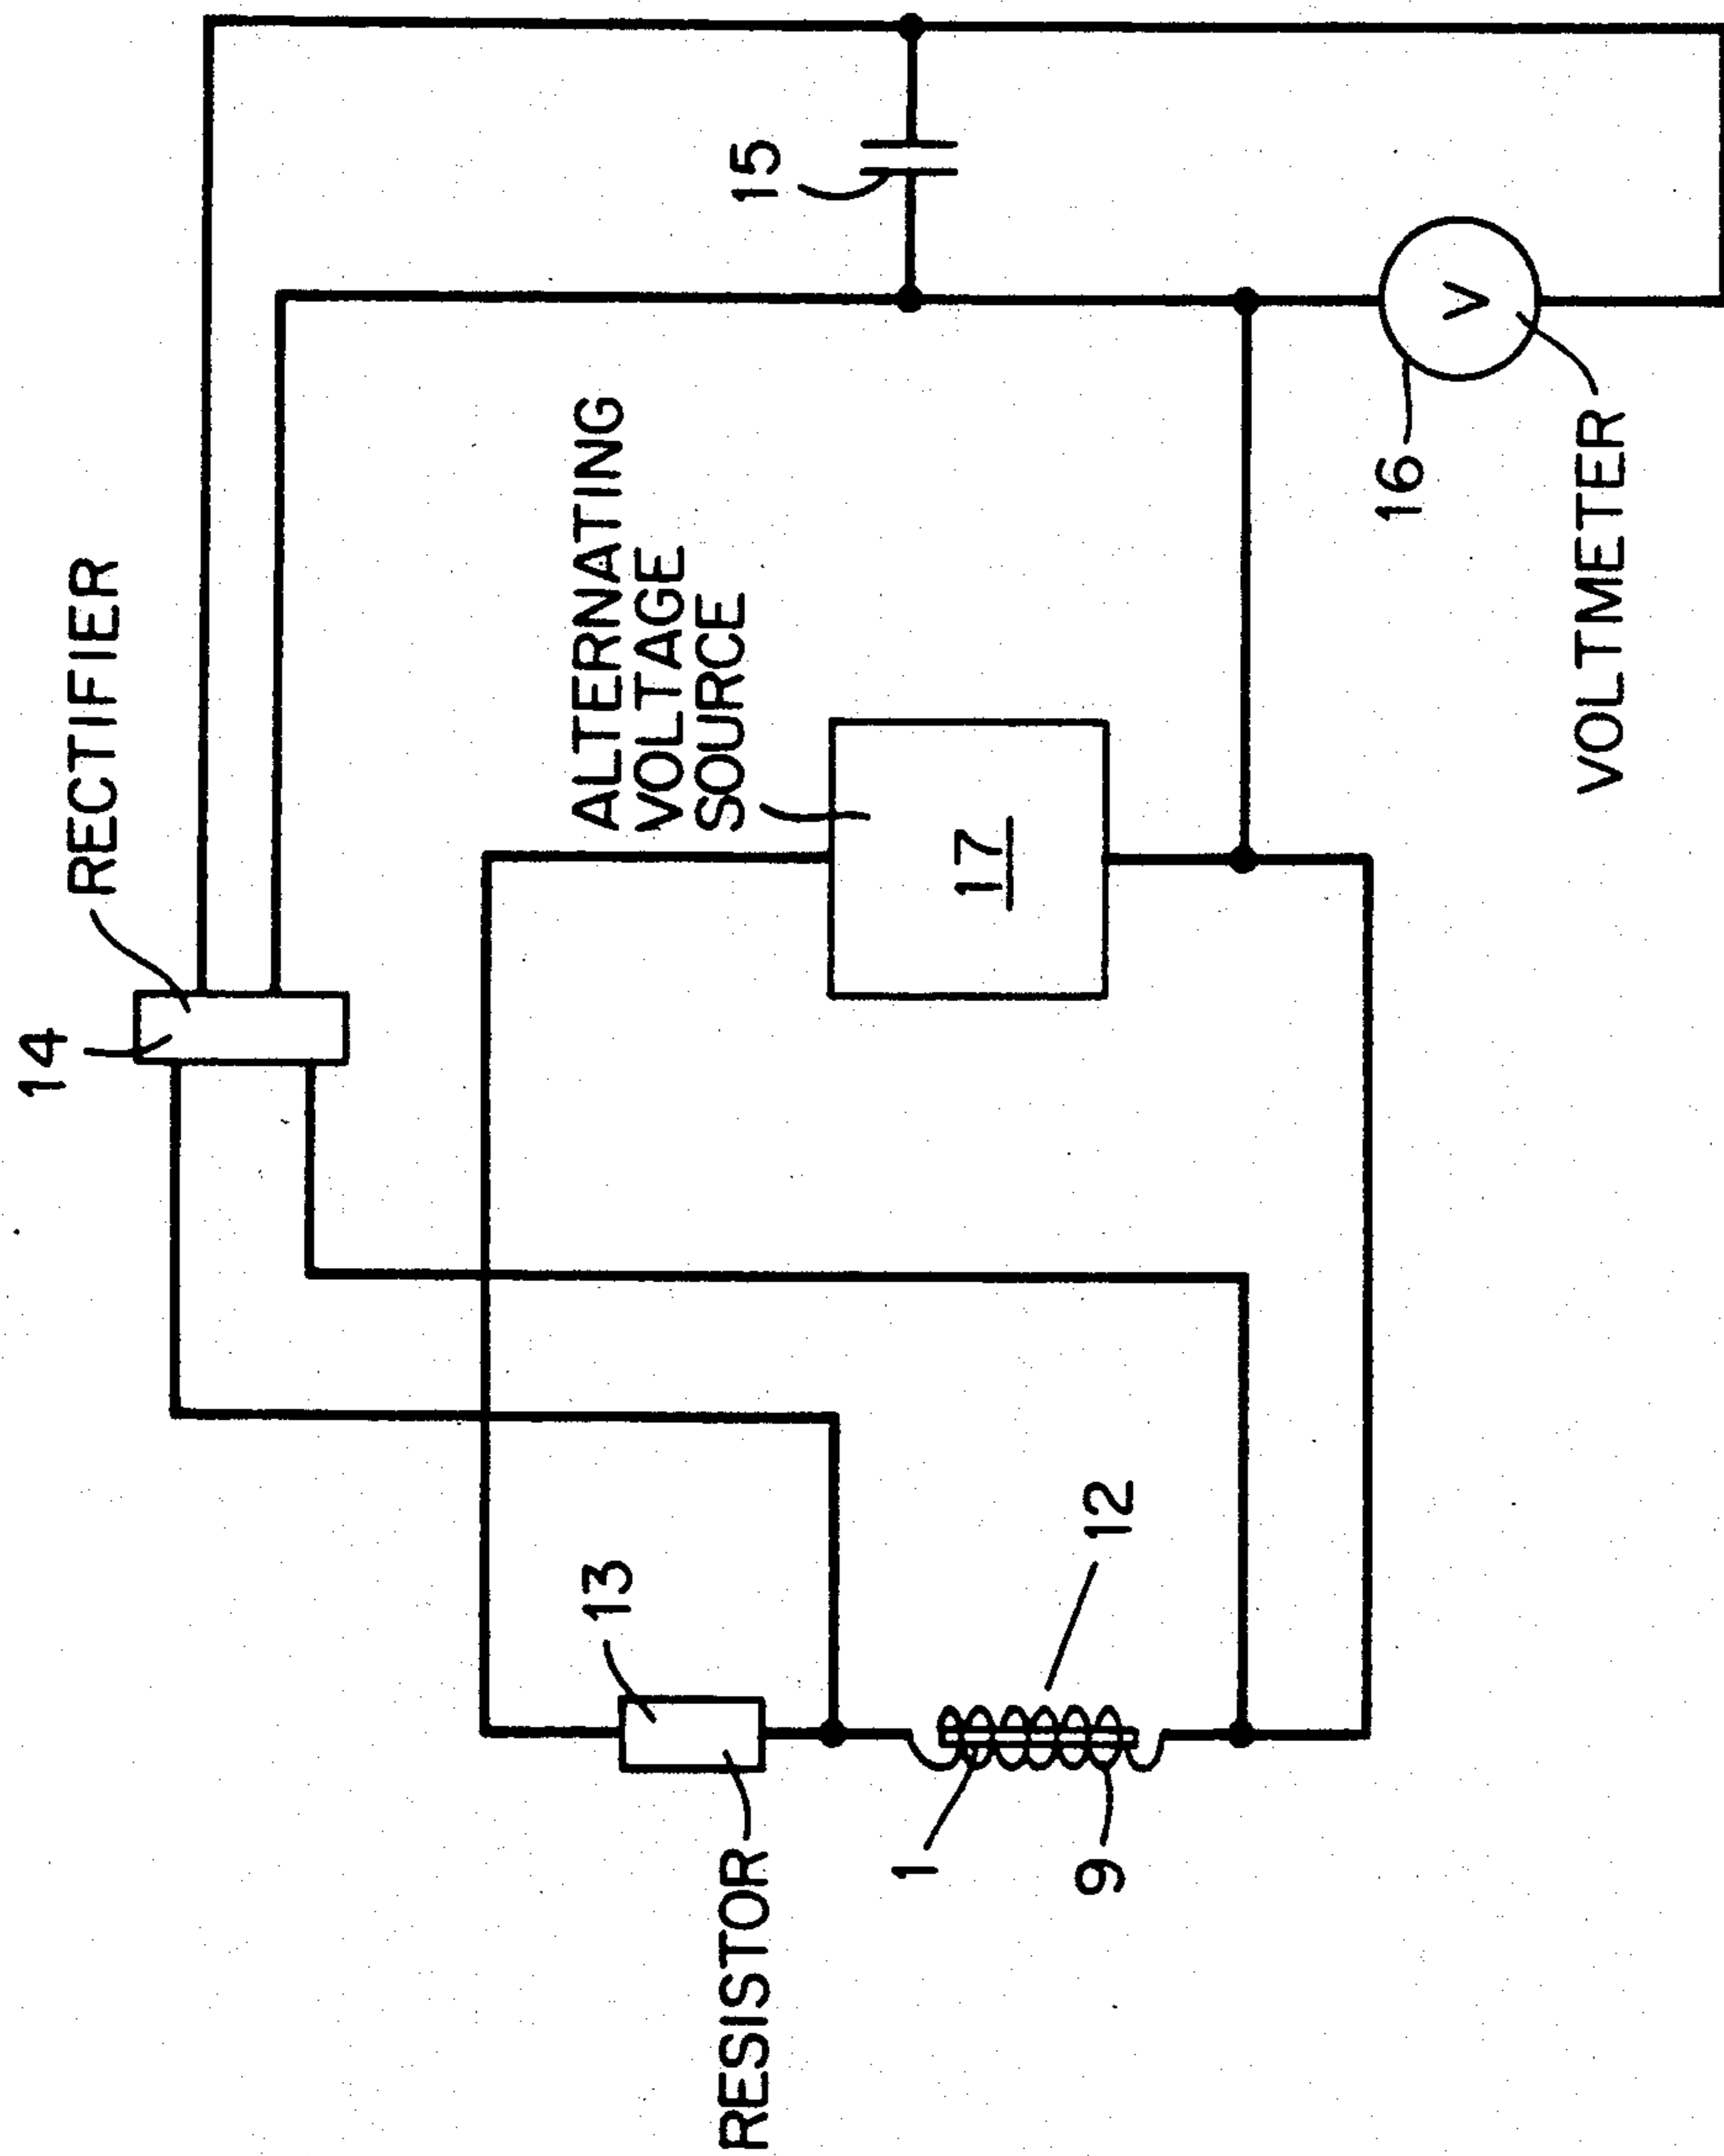 14
RECTIFIER
ALTERNATING
VOLTAGE
SOURCE
15
13
RESISTOR
17
1
12
9
16
V
VOLTMETER